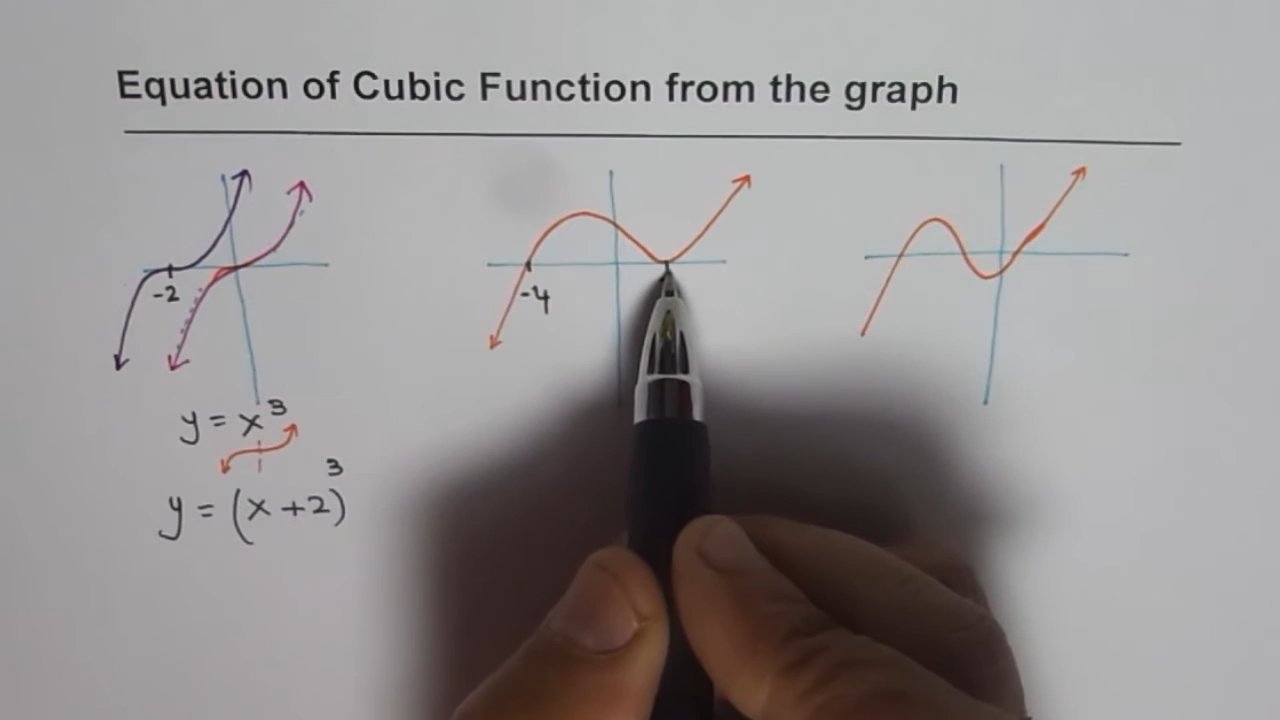 Equation of Cubic Function from the graph
-2
-4
y = x³
y = (x + 2)³